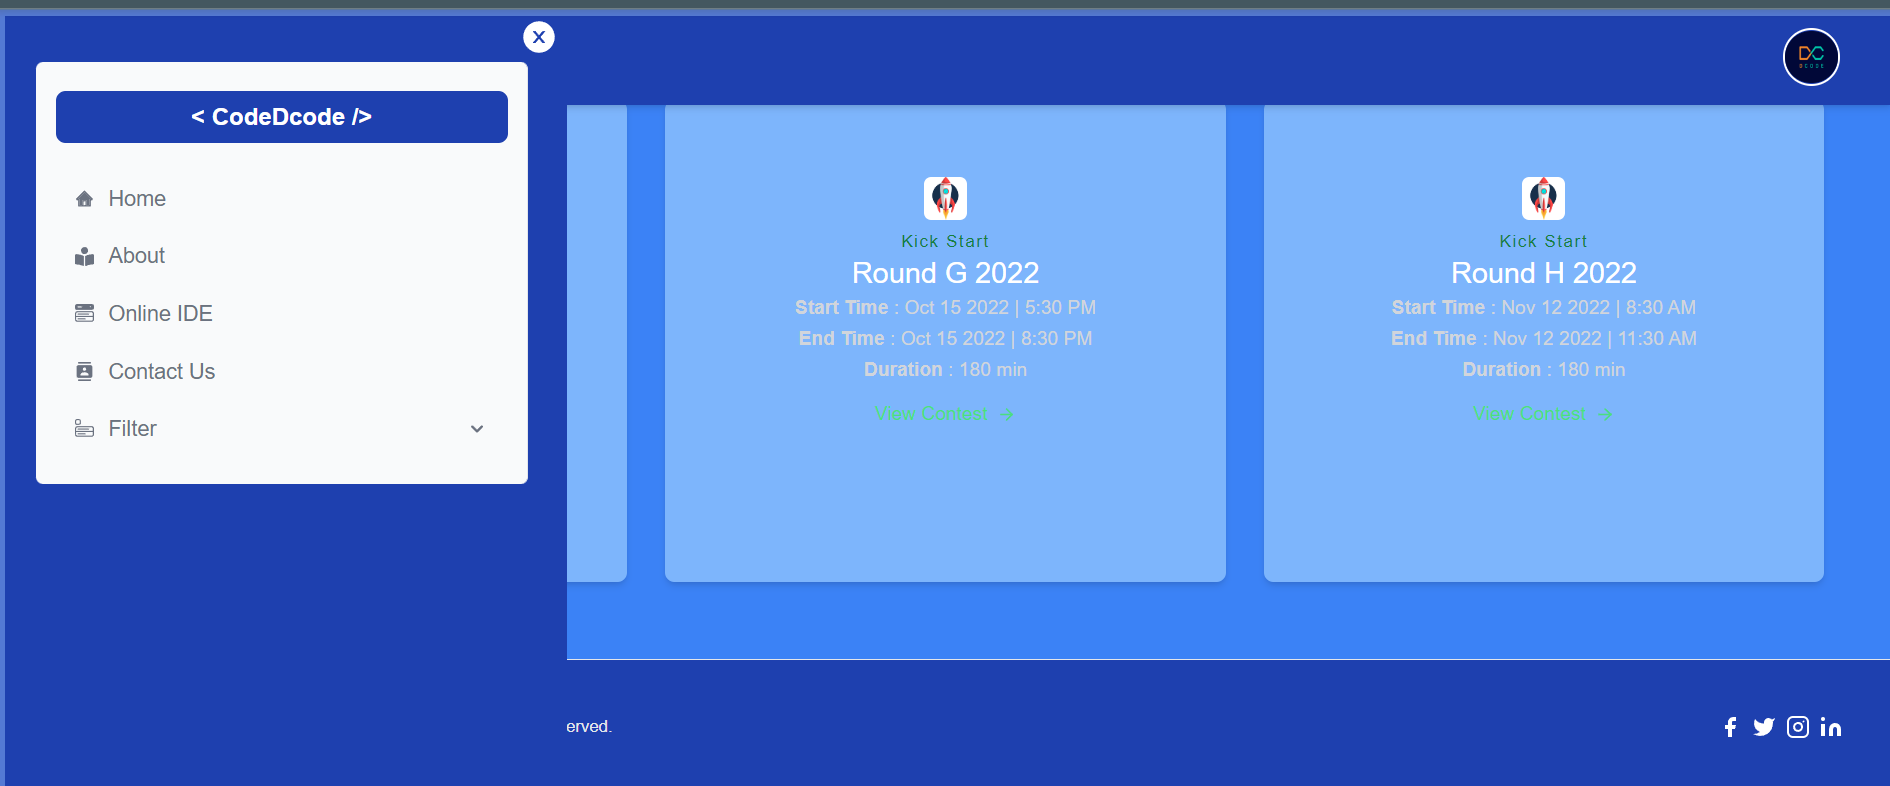 X
< CodeDcode />
Home
About
Online IDE
Contact Us
Filter
DC
DCODE
Kick Start
Round G 2022
Start Time : Oct 15 2022 | 5:30 PM
End Time : Oct 15 2022 | 8:30 PM
Duration : 180 min
View Contest →
Kick Start
Round H 2022
Start Time : Nov 12 2022 | 8:30 AM
End Time : Nov 12 2022 | 11:30 AM
Duration : 180 min
View Contest →
erved.